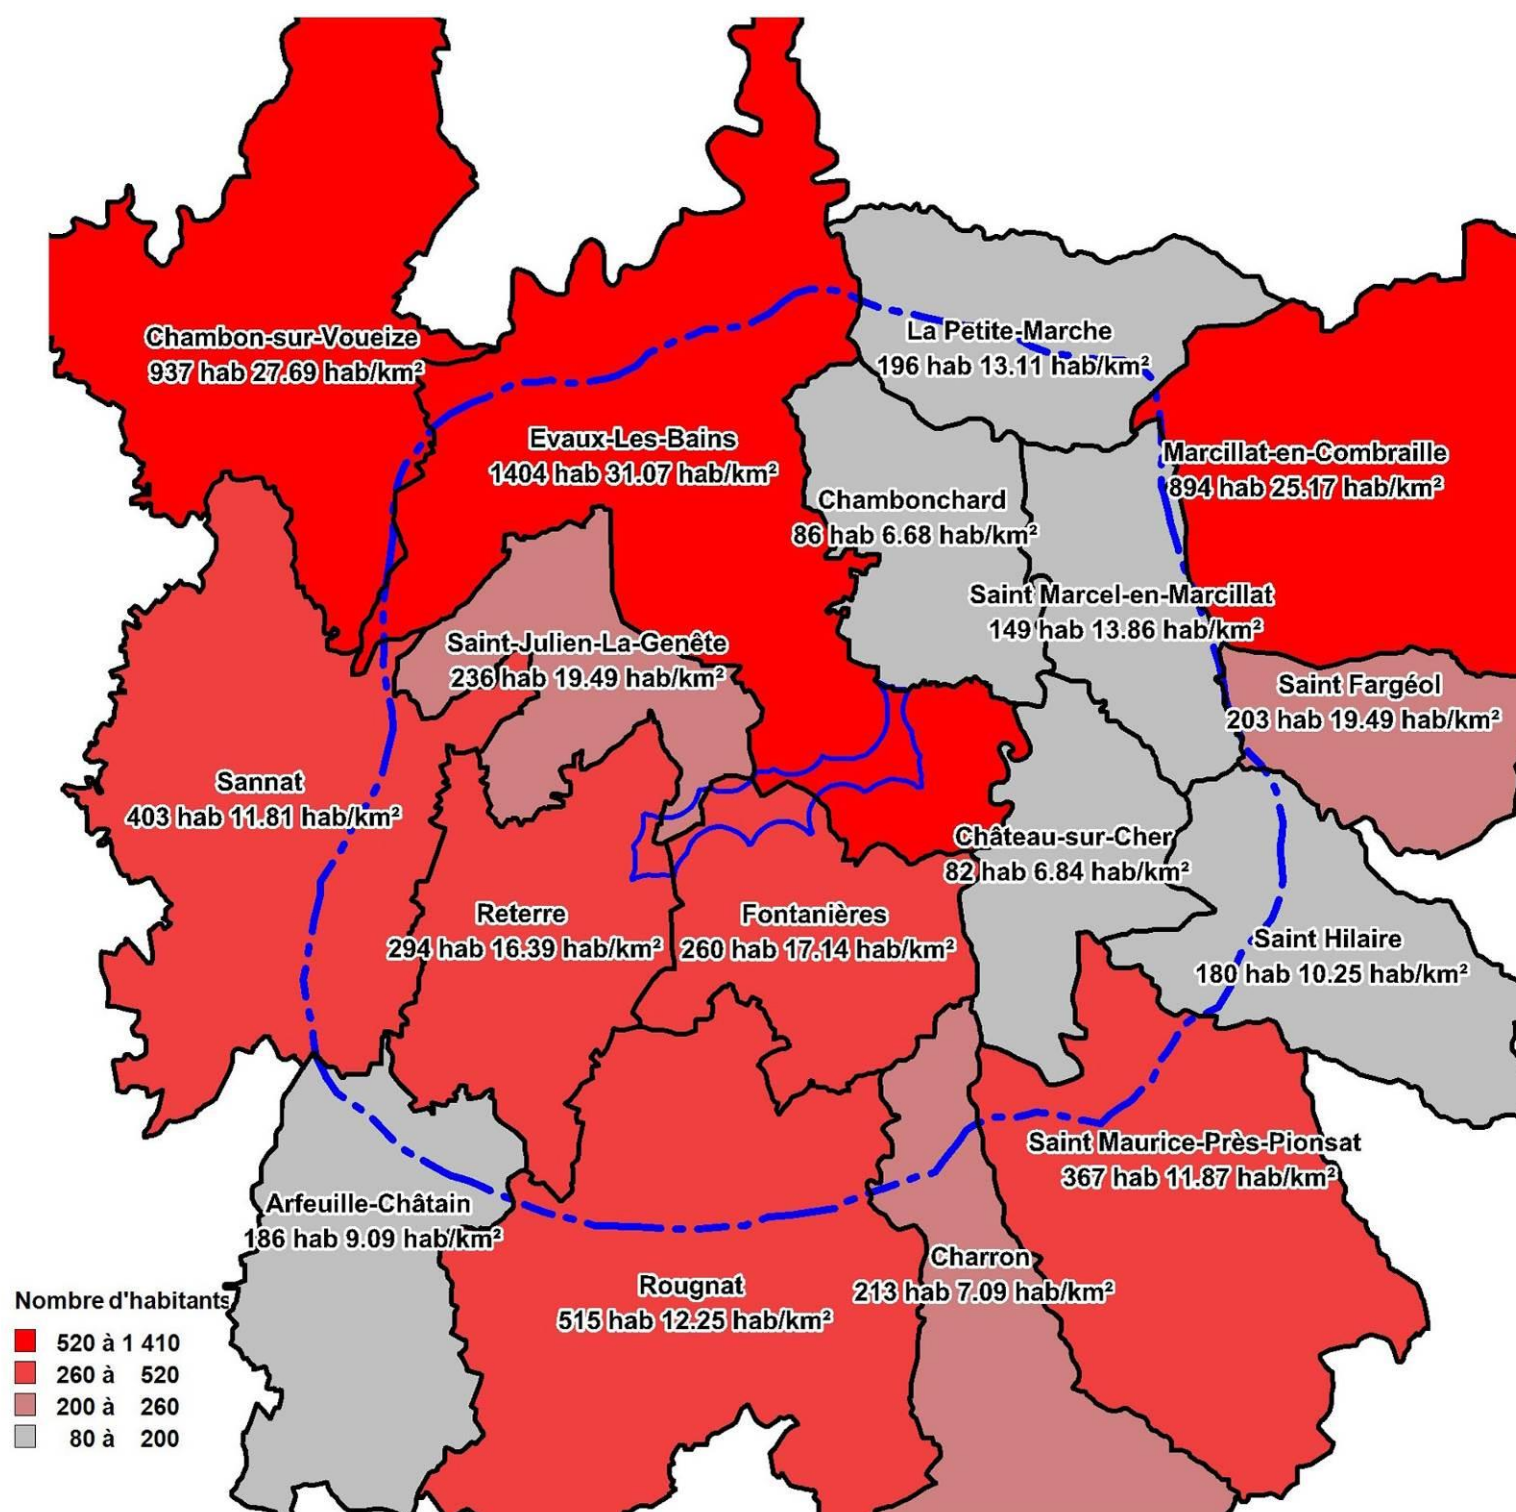 Chambon-sur-Voueize
937 hab 27.69 hab/km²
La Petite-Marche
196 hab 13.11 hab/km²
Evaux-Les-Bains
1404 hab 31.07 hab/km²
Marcillat-en-Combraille
894 hab 25.17 hab/km²
Chambonchard
86 hab 6.68 hab/km²
Saint Marcel-en-Marcillat
149 hab 13.86 hab/km²
Saint-Julien-La-Genête
236 hab 19.49 hab/km²
Saint Fargéol
203 hab 19.49 hab/km²
Sannat
403 hab 11.81 hab/km²
Château-sur-Cher
82 hab 6.84 hab/km²
Reterre
294 hab 16.39 hab/km²
Fontanières
260 hab 17.14 hab/km²
Saint Hilaire
180 hab 10.25 hab/km²
Saint Maurice-Près-Pionsat
367 hab 11.87 hab/km²
Arfeuille-Châtain
186 hab 9.09 hab/km²
Charron
213 hab 7.09 hab/km²
Rougnat
515 hab 12.25 hab/km²
Nombre d'habitants
520 à 1 410
260 à 520
200 à 260
80 à 200